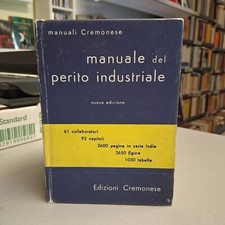 manuali Cremonese
manuale del
perito industriale
nuova edizione
61 collaboratori
92 capitoli
2600 pagine in carta India
2650 figure
1030 tabelle
Edizioni Cremonese
Standard